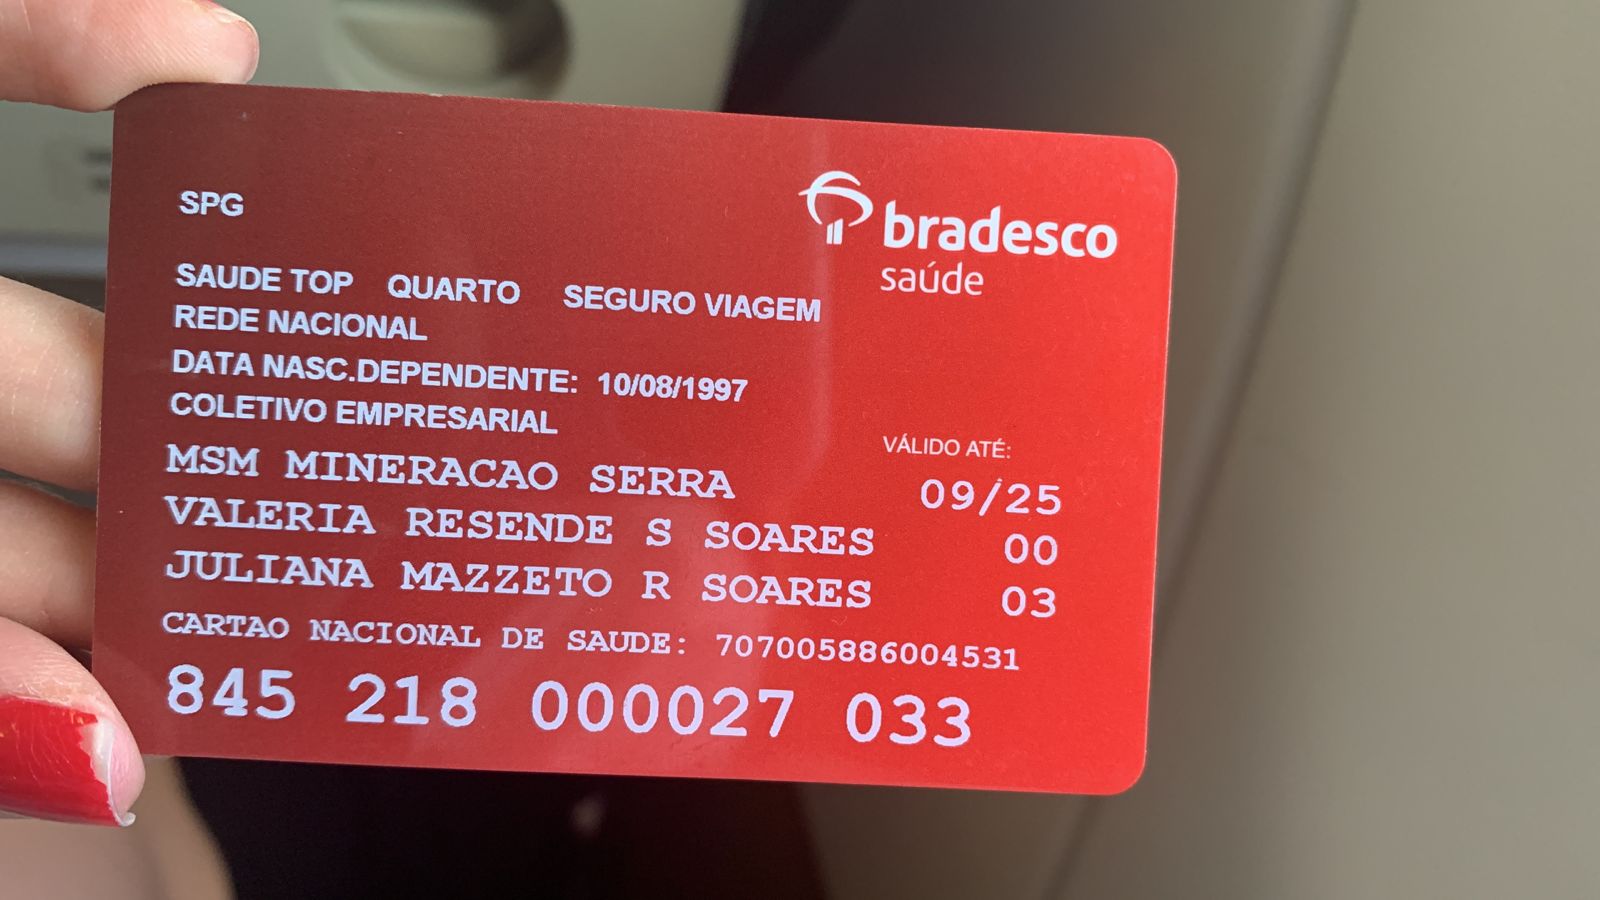 SPG
bradesco
saúde
SAUDE TOP QUARTO SEGURO VIAGEM
REDE NACIONAL
DATA NASC.DEPENDENTE: 10/08/1997
COLETIVO EMPRESARIAL
VÁLIDO ATÉ:
MSM MINERACAO SERRA 09/25
VALERIA RESENDE S SOARES 00
JULIANA MAZZETO R SOARES 03
CARTAO NACIONAL DE SAUDE: 707005886004531
845 218 000027 033